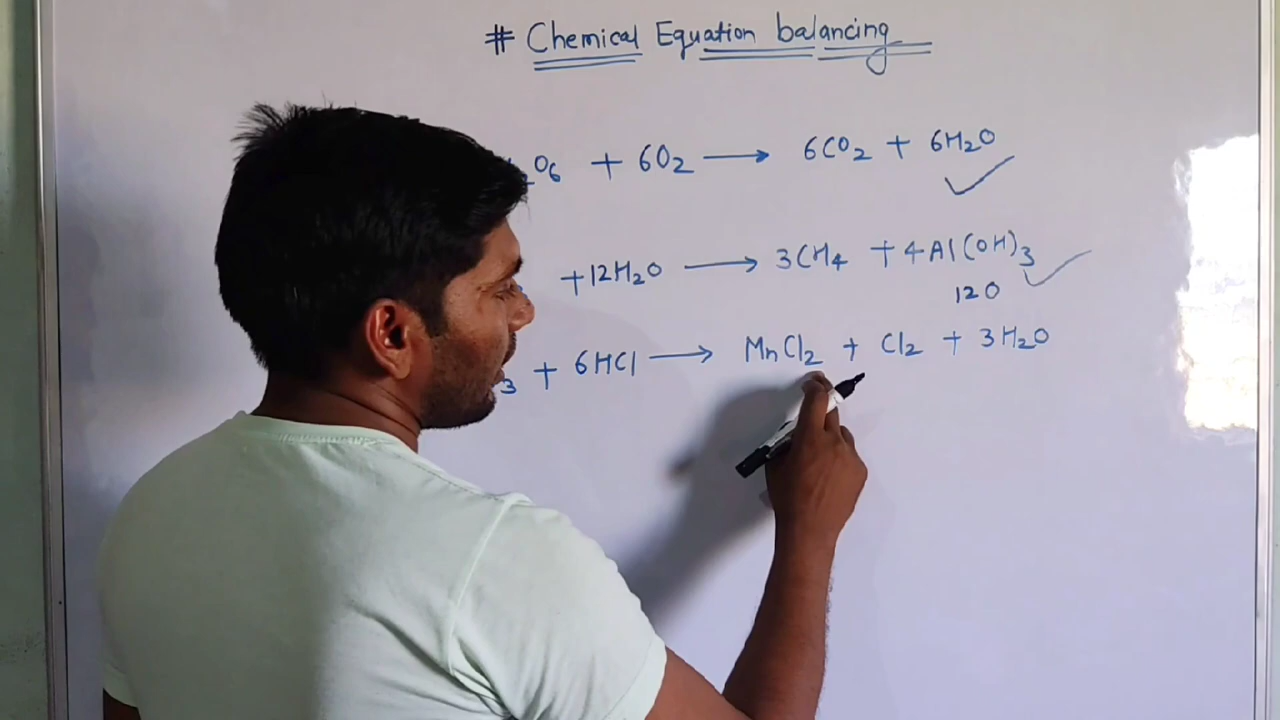 # Chemical Equation balancing
O6 + 6O2 → 6CO2 + 6H2O
+12H2O → 3CH4 + 4Al(OH)3
12O
3 + 6HCl → MnCl2 + Cl2 + 3H2O